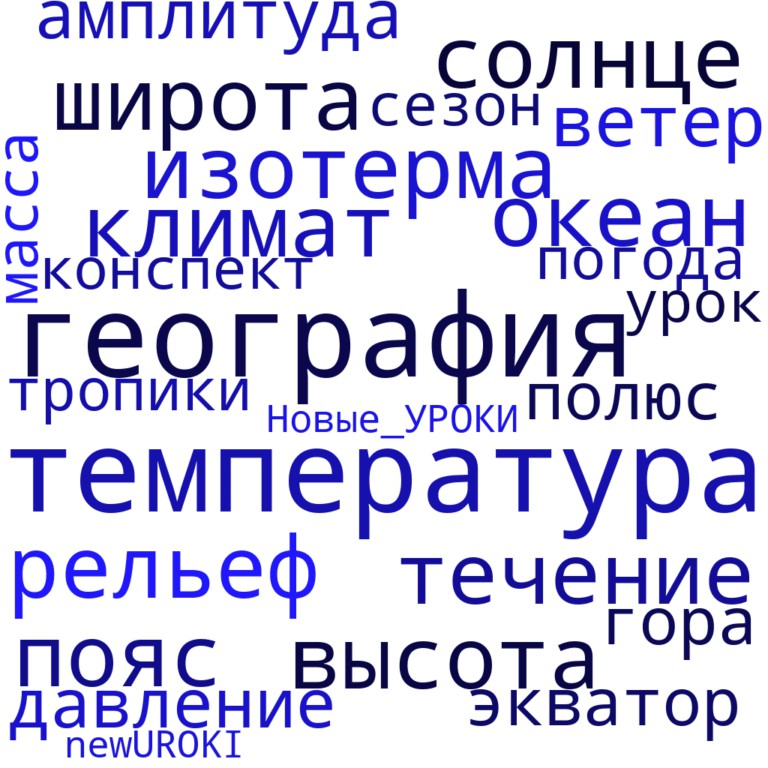 амплитуда
солнце
широта
сезон
ветер
масса
изотерма
климат
океан
конспект
погода
география
урок
тропики
полюс
Новые_УРОКИ
температура
рельеф
течение
гора
пояс
высота
давление
экватор
newUROKI